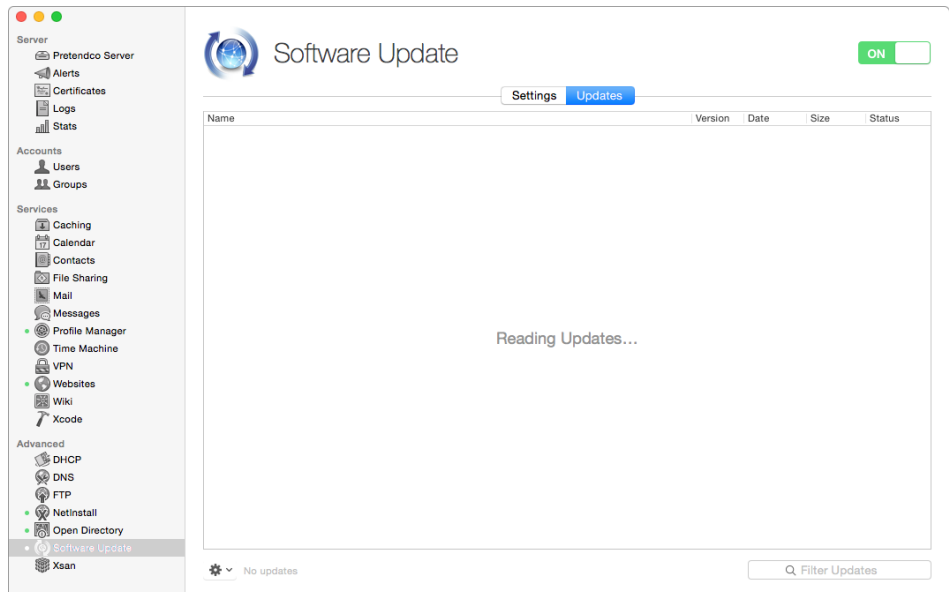 Server
Pretendco Server
Alerts
Certificates
Logs
Stats
Accounts
Users
Groups
Services
Caching
Calendar
Contacts
File Sharing
Mail
Messages
Profile Manager
Time Machine
VPN
Websites
Wiki
Xcode
Advanced
DHCP
DNS
FTP
NetInstall
Open Directory
Software Update
Xsan
Software Update
ON
Settings Updates
Name Version Date Size Status
Reading Updates...
No updates
Filter Updates